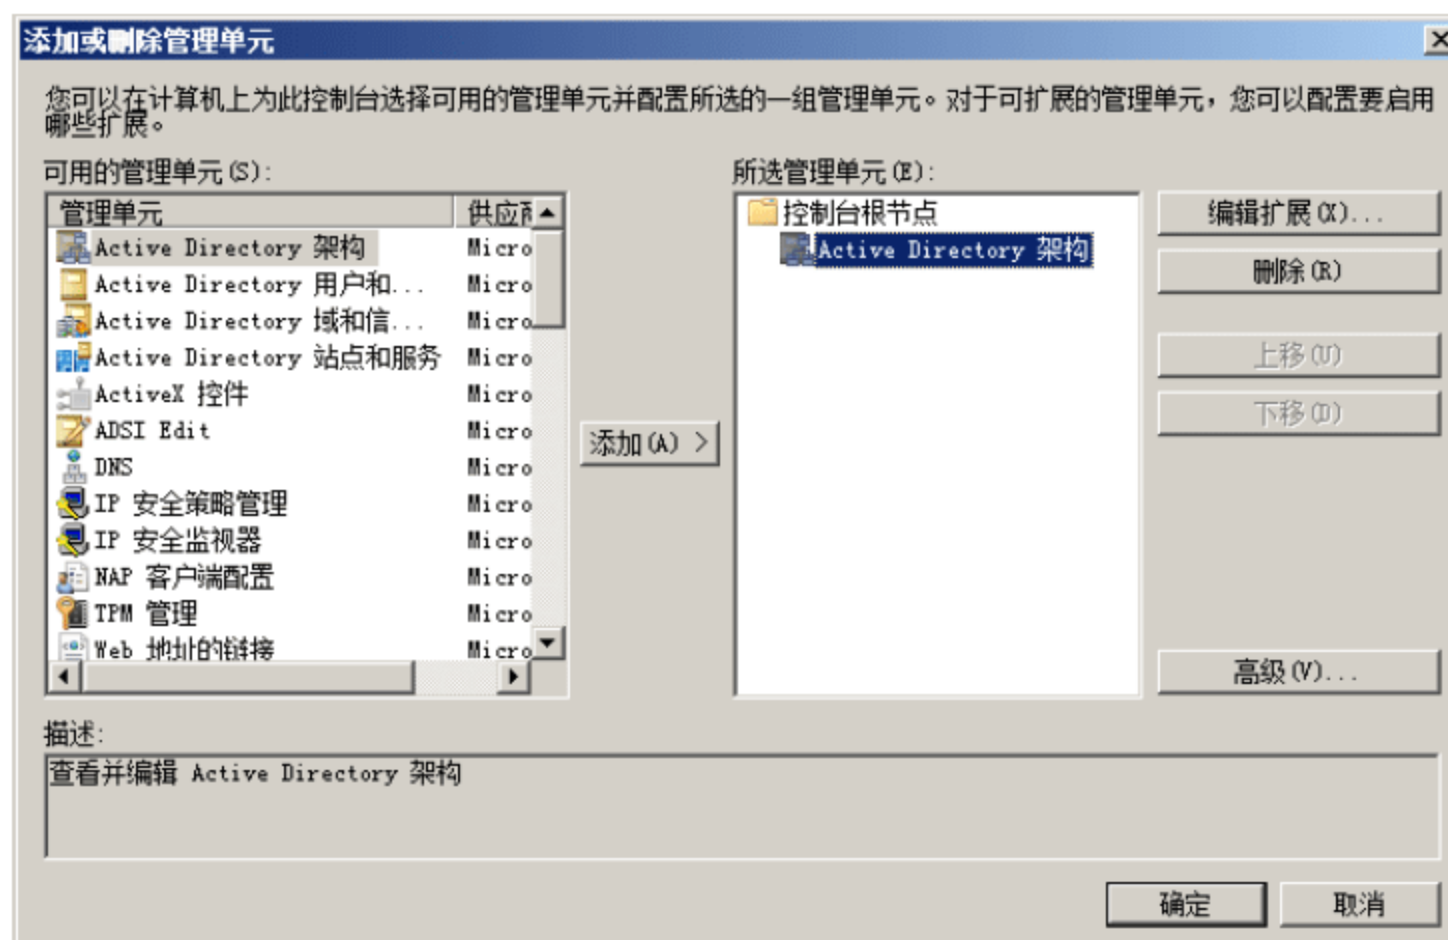 添加或删除管理单元
您可以在计算机上为此控制台选择可用的管理单元并配置所选的一组管理单元。对于可扩展的管理单元，您可以配置要启用
哪些扩展。
可用的管理单元(S):
所选管理单元(E):
管理单元 供应商
Active Directory 架构 Micro
Active Directory 用户和... Micro
Active Directory 域和信... Micro
Active Directory 站点和服务 Micro
ActiveX 控件 Micro
ADSI Edit Micro
DNS Micro
IP 安全策略管理 Micro
IP 安全监视器 Micro
NAP 客户端配置 Micro
TPM 管理 Micro
Web 地址的链接 Micro
添加(A) >
控制台根节点
Active Directory 架构
编辑扩展(X)...
删除(R)
上移(U)
下移(D)
高级(V)...
描述:
查看并编辑 Active Directory 架构
确定 取消